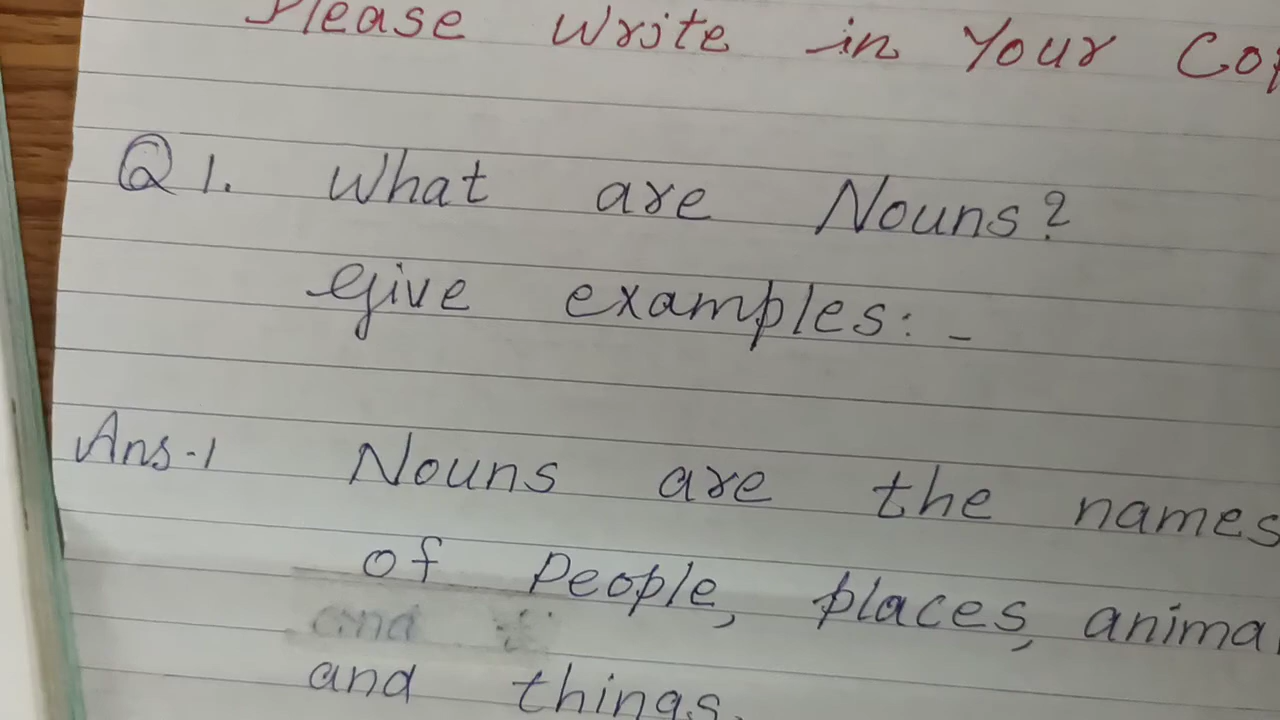 Please Write in Your
Q1. What are Nouns?
Give examples:-
Ans-1 Nouns are the names
of People, places, 
and
and things.